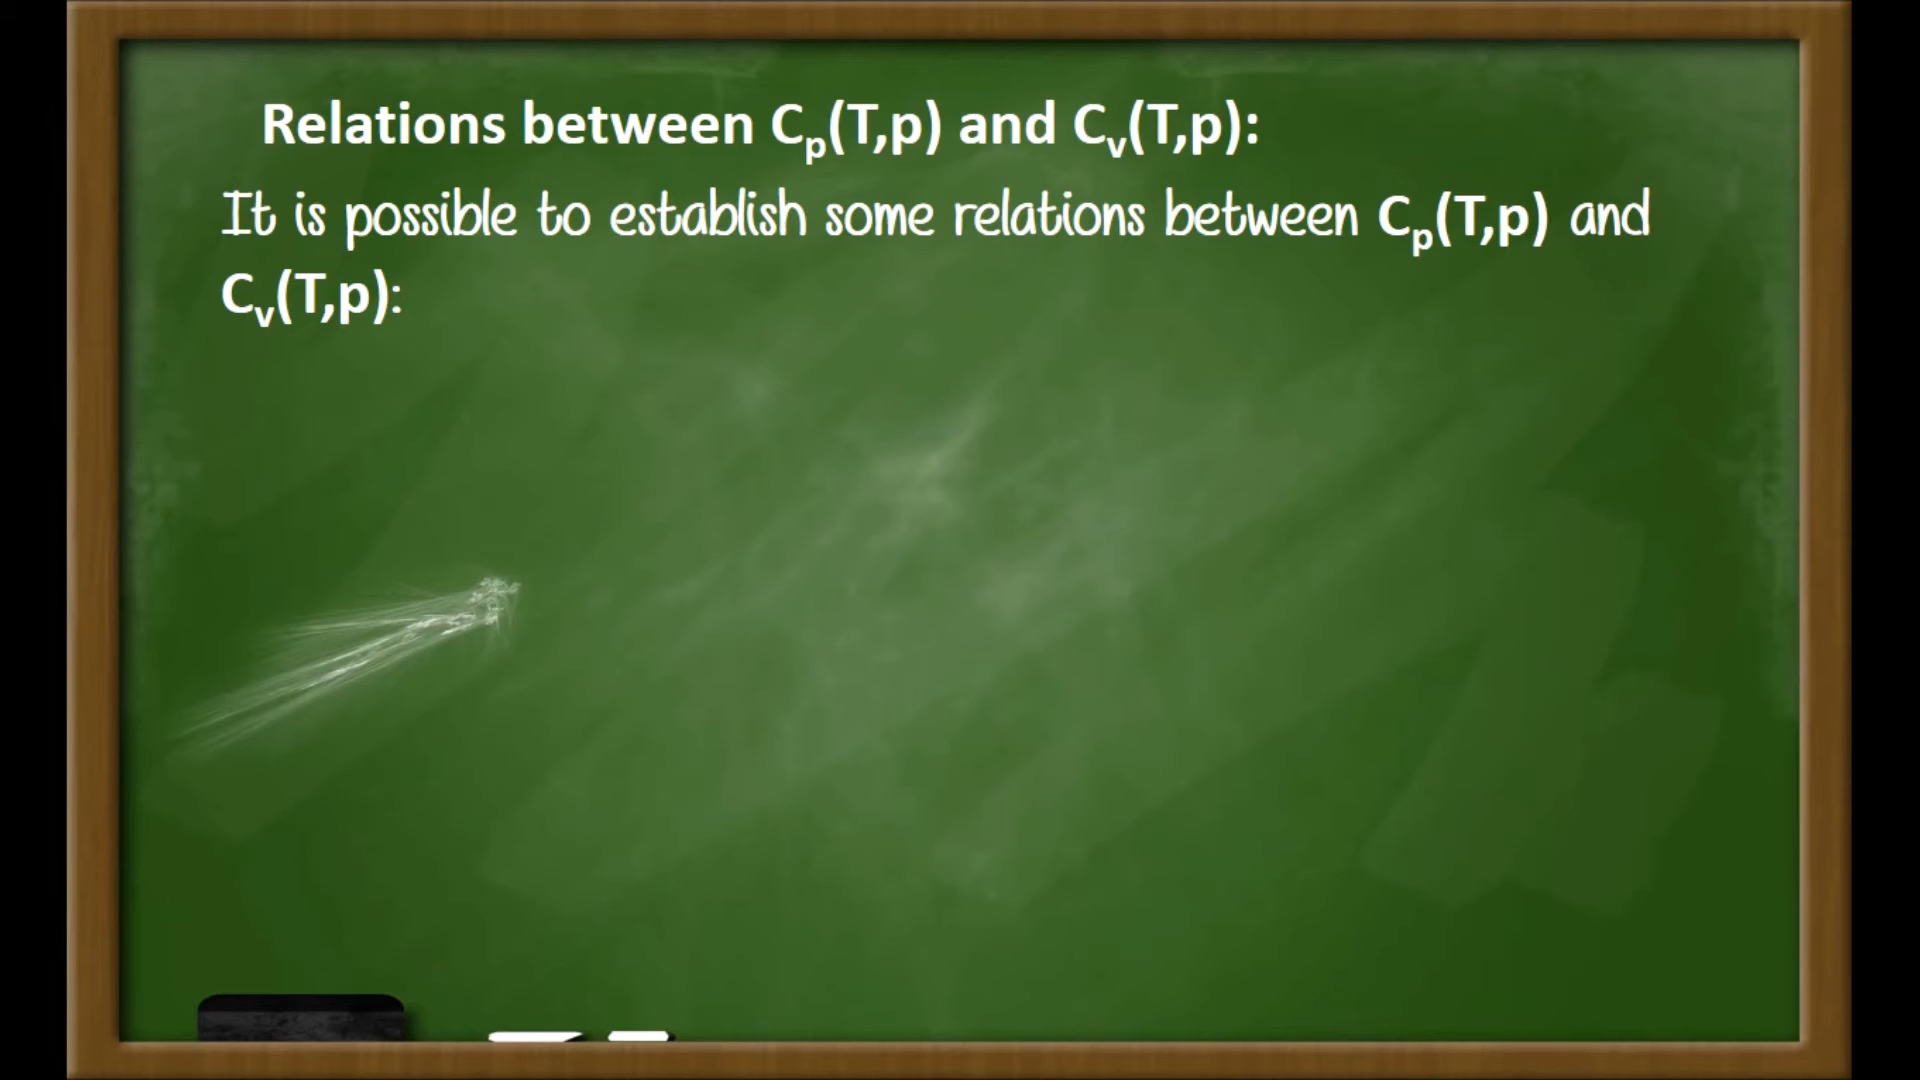 Relations between Cₚ(T,p) and Cᵥ(T,p):
It is possible to establish some relations between Cₚ(T,p) and
Cᵥ(T,p):